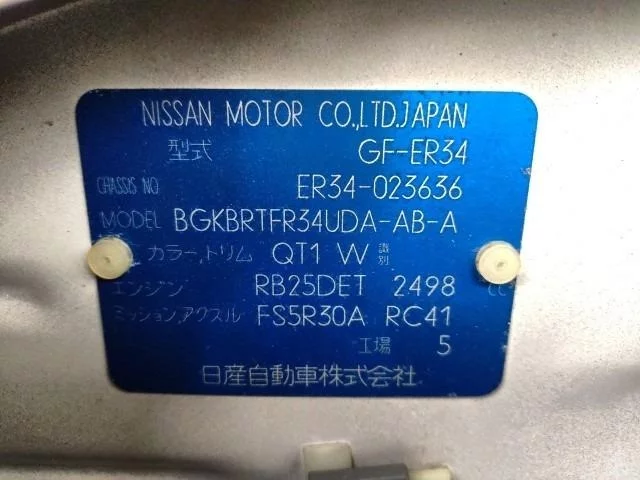 NISSAN MOTOR CO.,LTD.JAPAN
型式 GF-ER34
CHASSIS NO ER34-023636
MODEL BGKBRTFR34UDA-AB-A
カラー,トリム QT1 W 識別
エンジン RB25DET 2498 CC
ミッション,アクスル FS5R30A RC41
工場 5
日産自動車株式会社